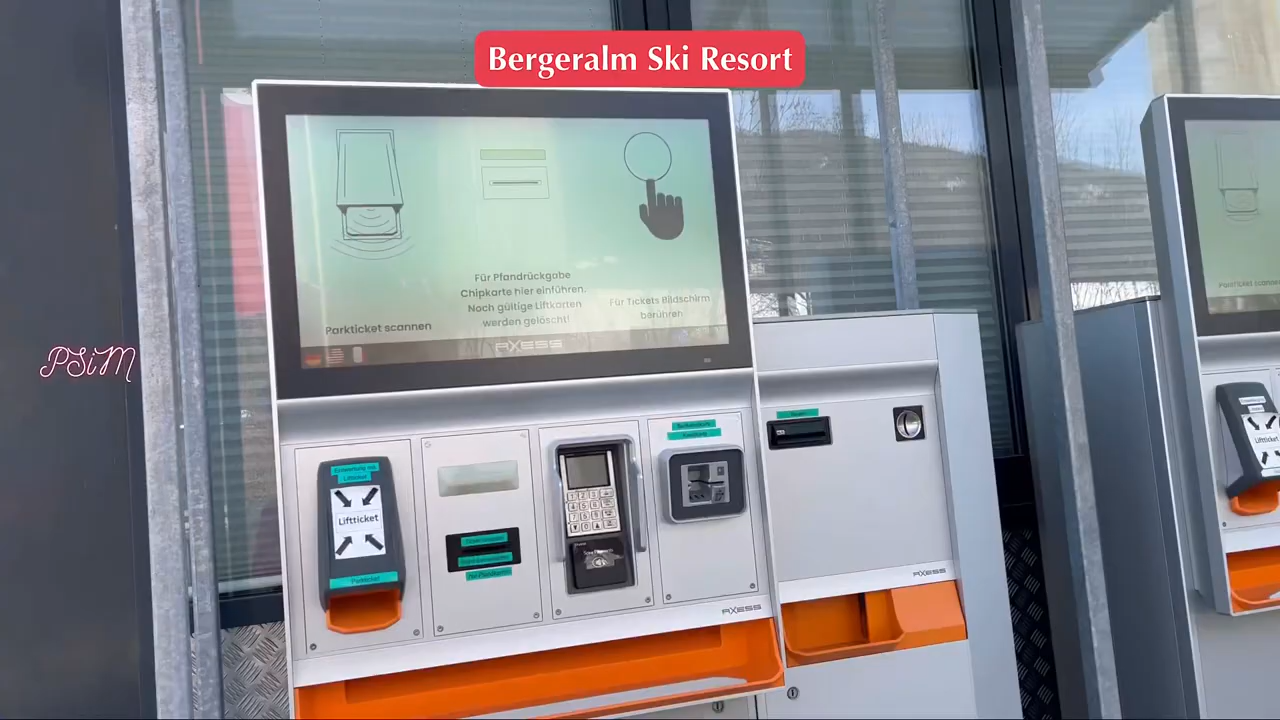 Bergeralm Ski Resort
Für Pfandrückgabe
Chipkarte hier einführen.
Noch gültige Liftkarten
werden gelöscht!
Parkticket scannen
Für Tickets Bildschirm
berühren
AXESS
PSiM
Liftticket
Parkticket
AXESS
AXESS
Liftticket